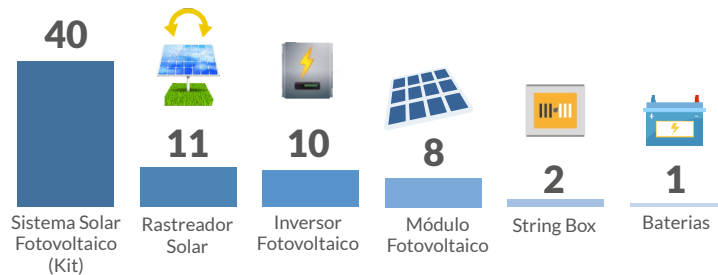 40
11
10
8
2
1
Sistema Solar
Fotovoltaico
(Kit)
Rastreador
Solar
Inversor
Fotovoltaico
Módulo
Fotovoltaico
String Box
Baterias